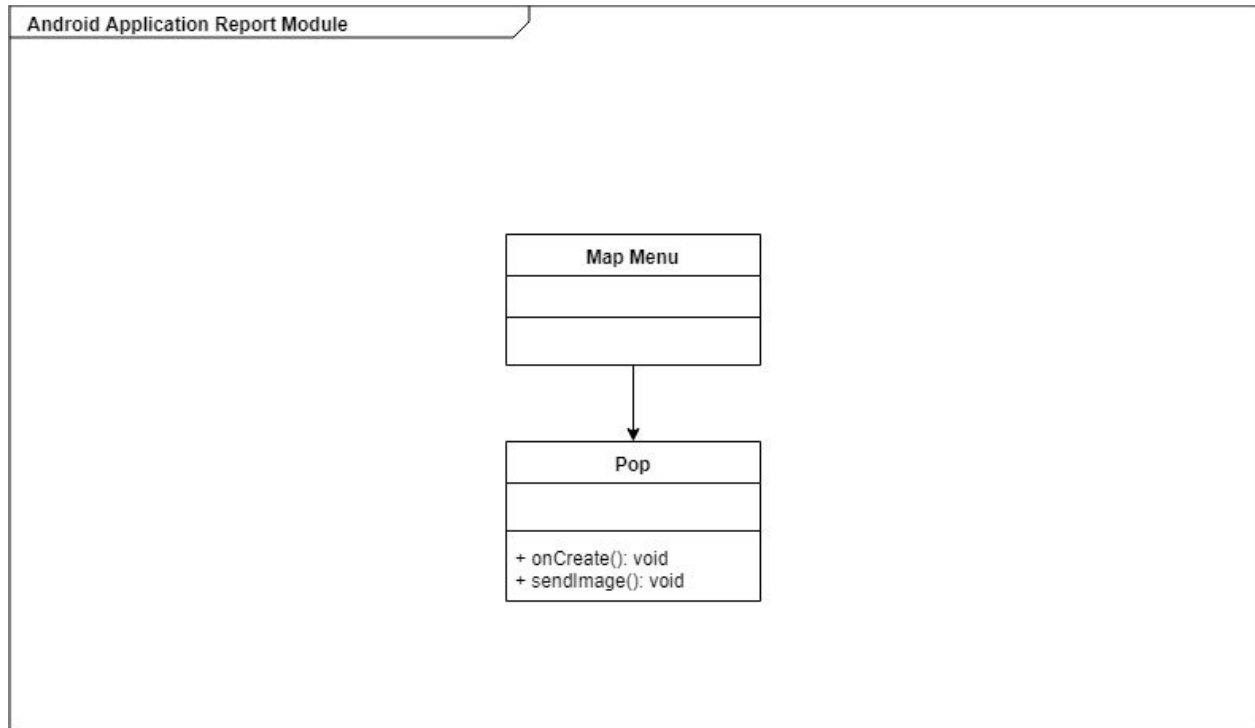 Android Application Report Module
Map Menu
Pop
+ onCreate(): void
+ sendImage(): void